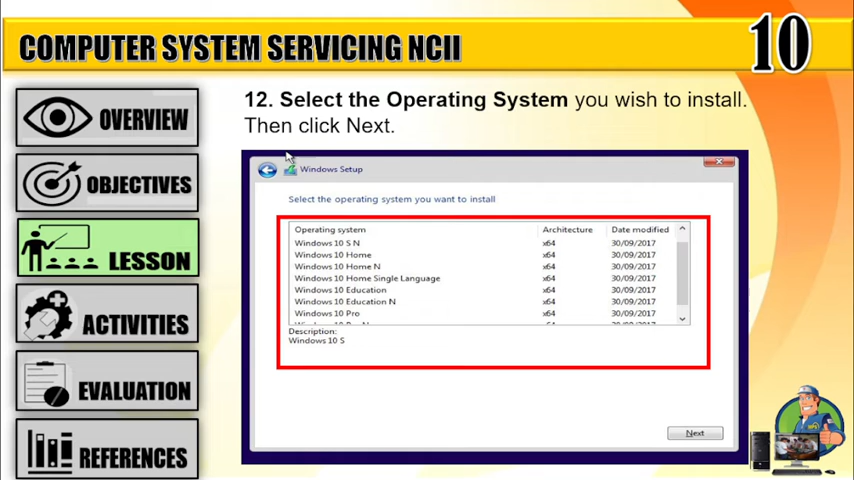 COMPUTER SYSTEM SERVICING NCII
10
OVERVIEW
OBJECTIVES
LESSON
ACTIVITIES
EVALUATION
REFERENCES
12. Select the Operating System you wish to install.
Then click Next.
Windows Setup
Select the operating system you want to install
Operating system Architecture Date modified
Windows 10 S N x64 30/09/2017
Windows 10 Home x64 30/09/2017
Windows 10 Home N x64 30/09/2017
Windows 10 Home Single Language x64 30/09/2017
Windows 10 Education x64 30/09/2017
Windows 10 Education N x64 30/09/2017
Windows 10 Pro x64 30/09/2017
Description:
Windows 10 S
Next